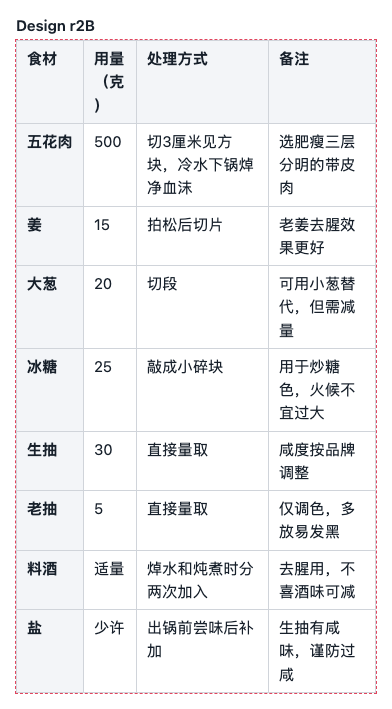 Design r2B
食材 用量（克） 处理方式 备注
五花肉 500 切3厘米见方块，冷水下锅焯净血沫 选肥瘦三层分明的带皮肉
姜 15 拍松后切片 老姜去腥效果更好
大葱 20 切段 可用小葱替代，但需减量
冰糖 25 敲成小碎块 用于炒糖色，火候不宜过大
生抽 30 直接量取 咸度按品牌调整
老抽 5 直接量取 仅调色，多放易发黑
料酒 适量 焯水和炖煮时分两次加入 去腥用，不喜酒味可减
盐 少许 出锅前尝味后补加 生抽有咸味，谨防过咸